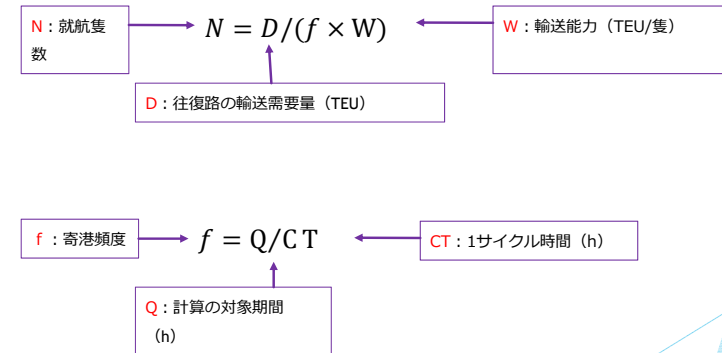 N：就航隻
数
N = D/(f × W)
W：輸送能力（TEU/隻）
D：往復路の輸送需要量（TEU）
f ：寄港頻度
f = Q/C T
CT：1サイクル時間（h）
Q：計算の対象期間
（h）